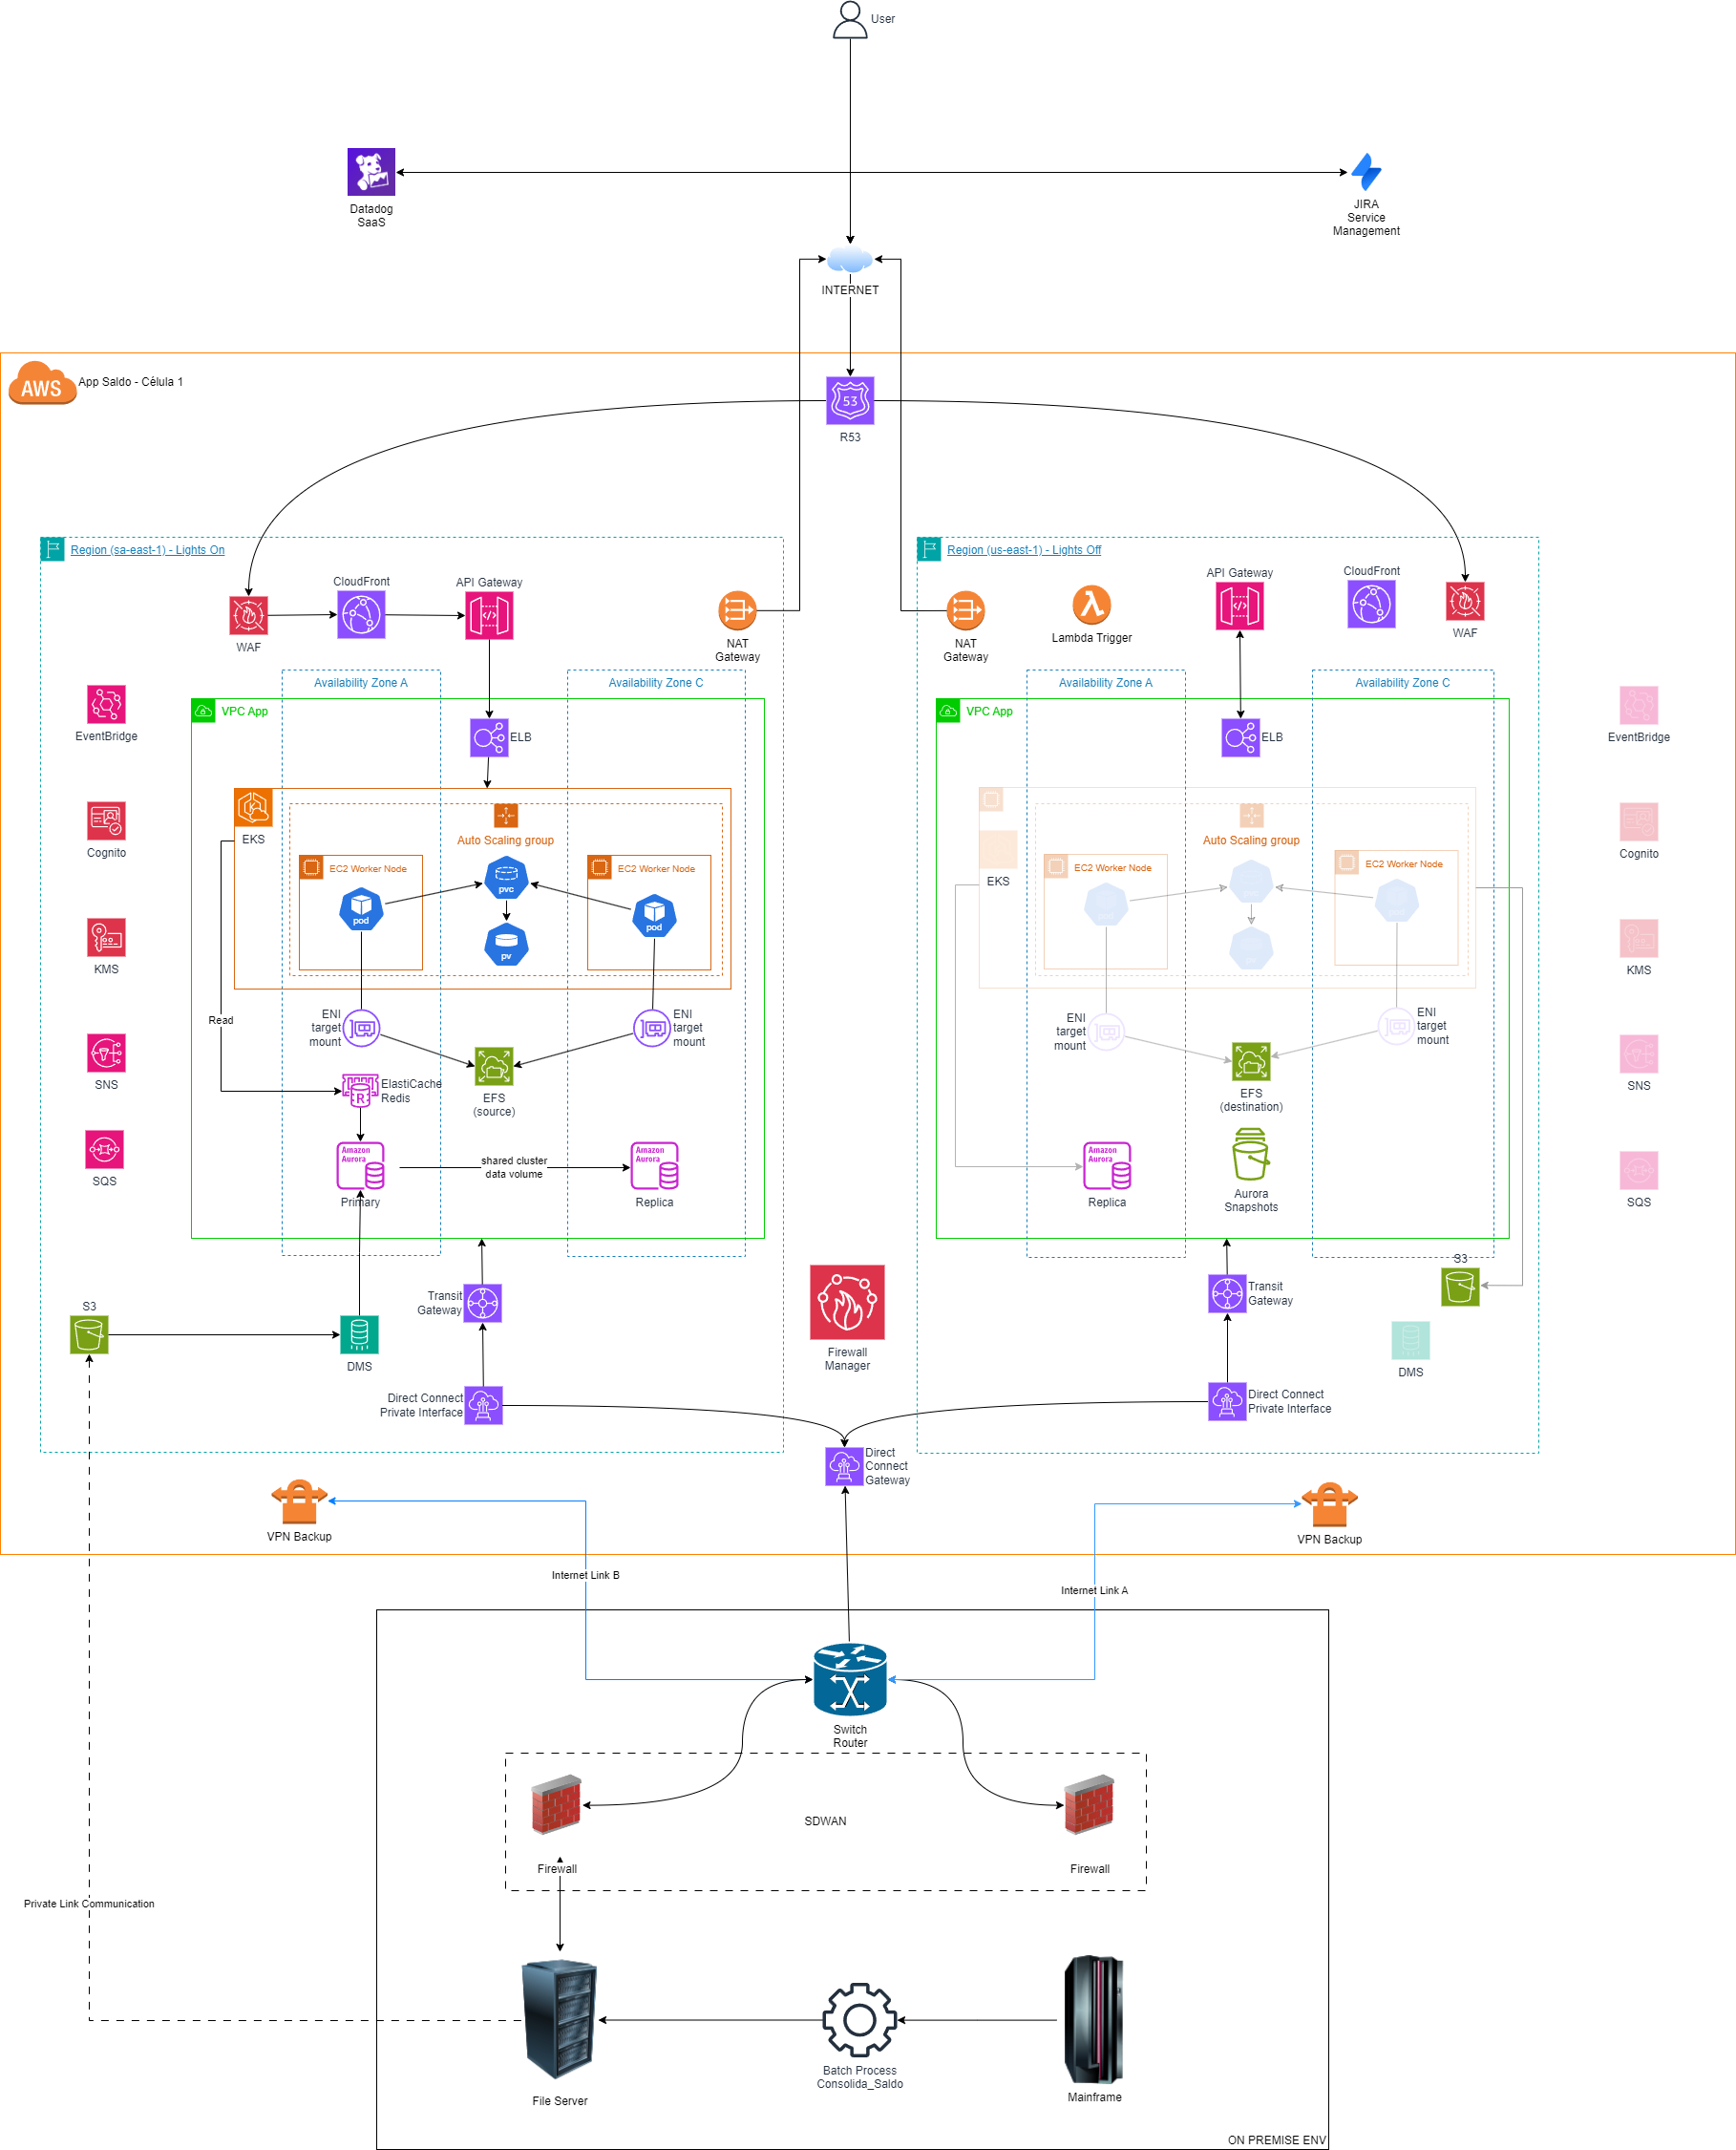 User
Datadog
SaaS
JIRA
Service
Management
INTERNET
AWS
App Saldo - Célula 1
53
R53
Region (sa-east-1) - Lights On
WAF
CloudFront
API Gateway
NAT
Gateway
Availability Zone A
Availability Zone C
VPC App
ELB
EventBridge
Cognito
KMS
SNS
SQS
EKS
Auto Scaling group
EC2 Worker Node
EC2 Worker Node
pod
pvc
pv
pod
Read
ENI
target
mount
ENI
target
mount
EFS
(source)
R
ElastiCache
Redis
Amazon
Aurora
Primary
shared cluster
data volume
Amazon
Aurora
Replica
Transit
Gateway
S3
DMS
Direct Connect
Private Interface
Firewall
Manager
Region (us-east-1) - Lights Off
NAT
Gateway
Lambda Trigger
API Gateway
CloudFront
WAF
Availability Zone A
Availability Zone C
VPC App
ELB
EventBridge
Cognito
KMS
SNS
SQS
EKS
Auto Scaling group
EC2 Worker Node
EC2 Worker Node
ENI
target
mount
ENI
target
mount
EFS
(destination)
Amazon
Aurora
Replica
Aurora
Snapshots
Transit
Gateway
S3
DMS
Direct Connect
Private Interface
Direct
Connect
Gateway
VPN Backup
VPN Backup
Internet Link B
Internet Link A
Switch
Router
SDWAN
Firewall
Firewall
Private Link Communication
File Server
Batch Process
Consolida_Saldo
Mainframe
ON PREMISE ENV